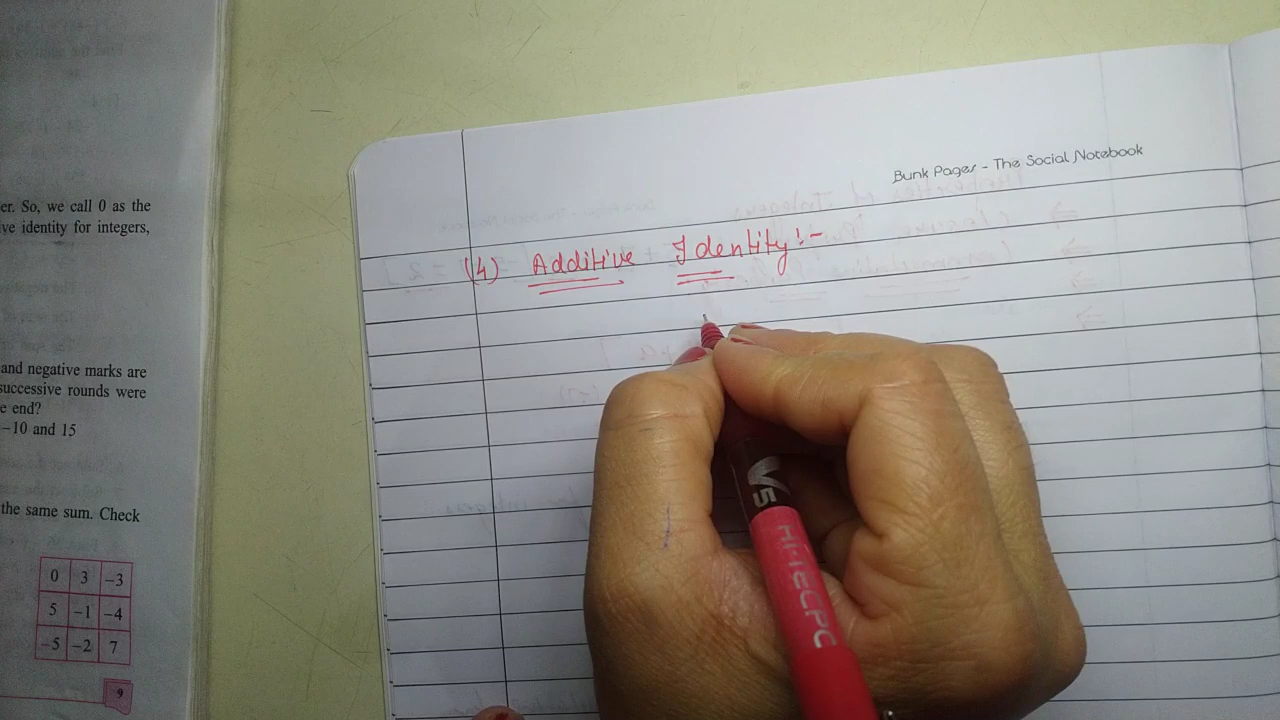 er. So, we call 0 as the
ve identity for integers,
and negative marks are
successive rounds were
e end?
−10 and 15
the same sum. Check
0 3 −3
5 −1 −4
−5 −2 7
9
Bunk Pages - The Social Notebook
(4) Additive Identity :-
V5
HI-TECPC